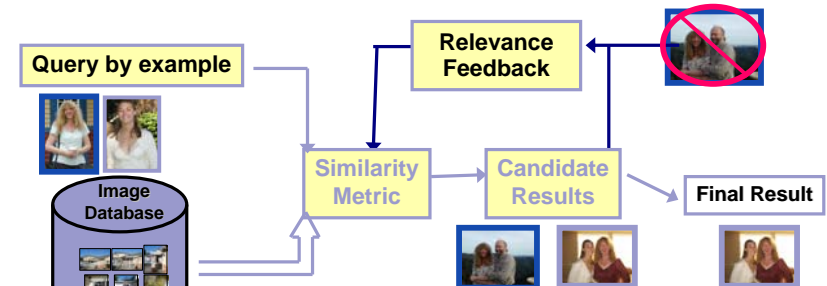 Relevance
Feedback
Query by example
Similarity
Metric
Candidate
Results
Final Result
Image
Database